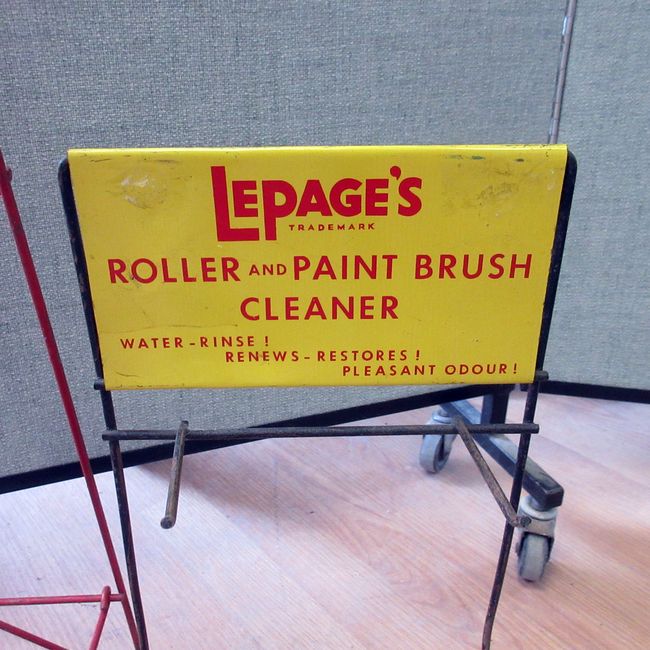 LEPAGE'S
TRADEMARK
ROLLER AND PAINT BRUSH
CLEANER
WATER-RINSE!
RENEWS-RESTORES!
PLEASANT ODOUR!